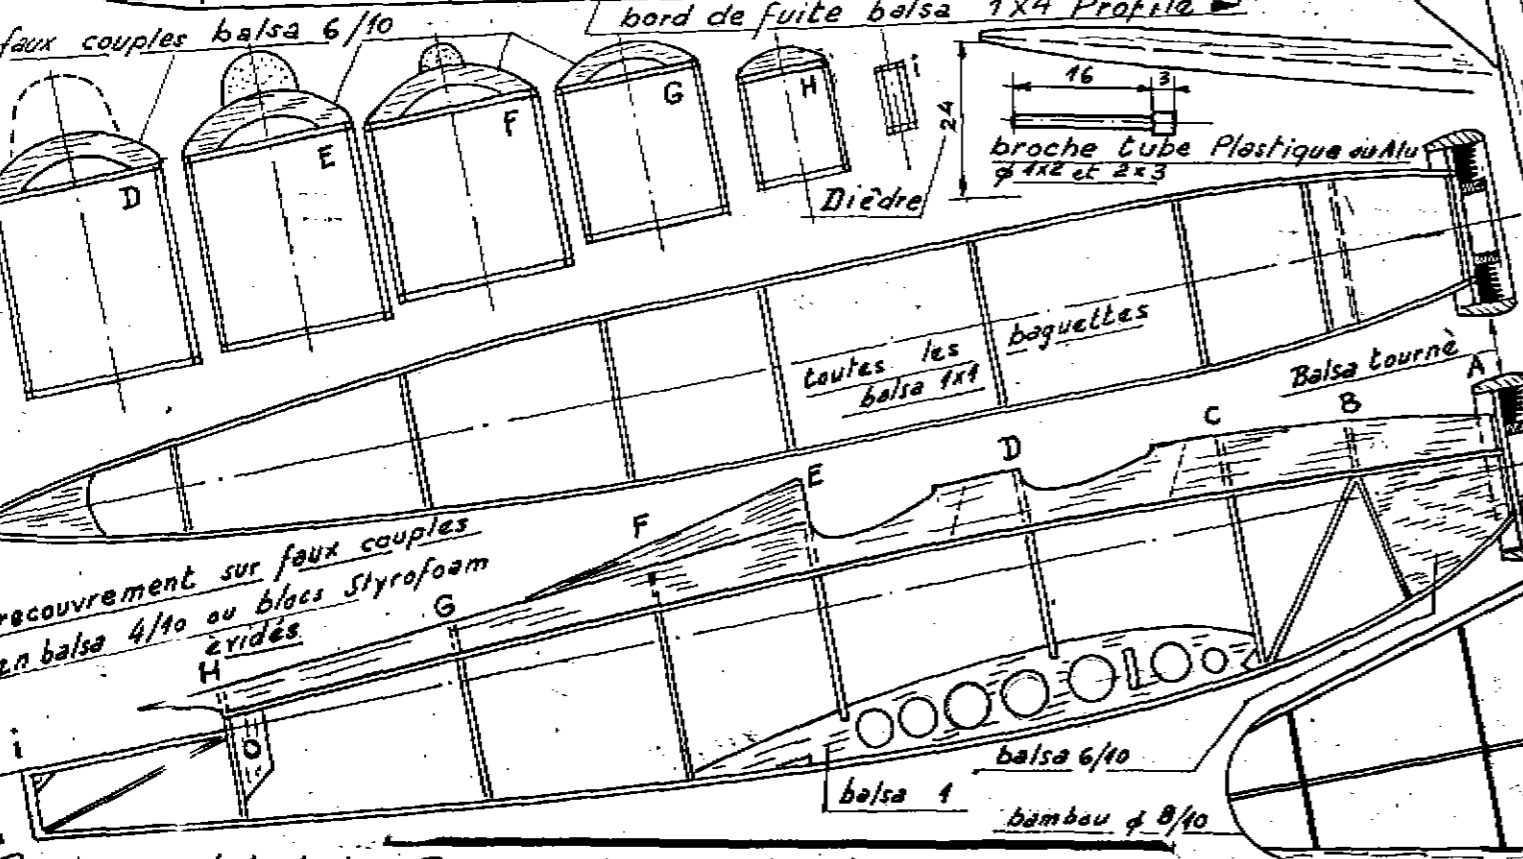 faux couples balsa 6/10
bord de fuite balsa 1x4 Profilé
D
E
F
G
H
i
16
3
24
broche tube Plastique ou Alu
φ 1x2 et 2x3
Dièdre
toutes les baguettes
balsa 1x1
Balsa tourné
A
B
C
D
E
F
G
H
i
recouvrement sur faux couples
en balsa 4/10 ou blocs Styrofoam
évidés
balsa 1
balsa 6/10
bambou φ 8/10